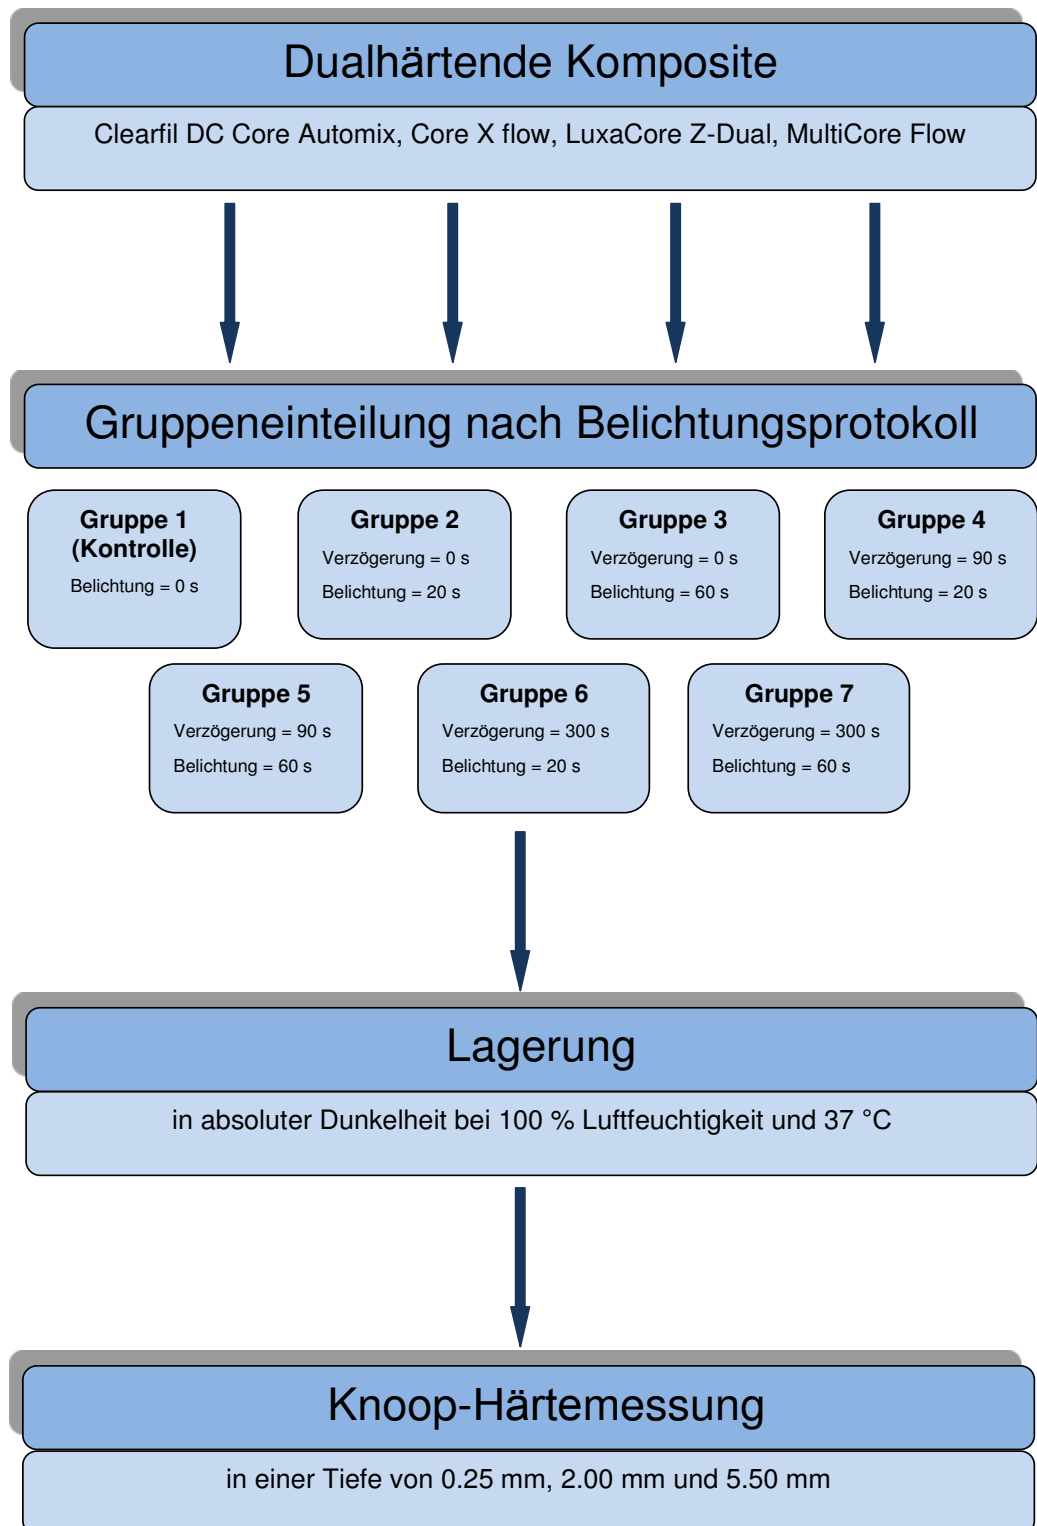 Dualhärtende Komposite
Clearfil DC Core Automix, Core X flow, LuxaCore Z-Dual, MultiCore Flow
Gruppeneinteilung nach Belichtungsprotokoll
Gruppe 1
(Kontrolle)
Belichtung = 0 s
Gruppe 2
Verzögerung = 0 s
Belichtung = 20 s
Gruppe 3
Verzögerung = 0 s
Belichtung = 60 s
Gruppe 4
Verzögerung = 90 s
Belichtung = 20 s
Gruppe 5
Verzögerung = 90 s
Belichtung = 60 s
Gruppe 6
Verzögerung = 300 s
Belichtung = 20 s
Gruppe 7
Verzögerung = 300 s
Belichtung = 60 s
Lagerung
in absoluter Dunkelheit bei 100 % Luftfeuchtigkeit und 37 °C
Knoop-Härtemessung
in einer Tiefe von 0.25 mm, 2.00 mm und 5.50 mm